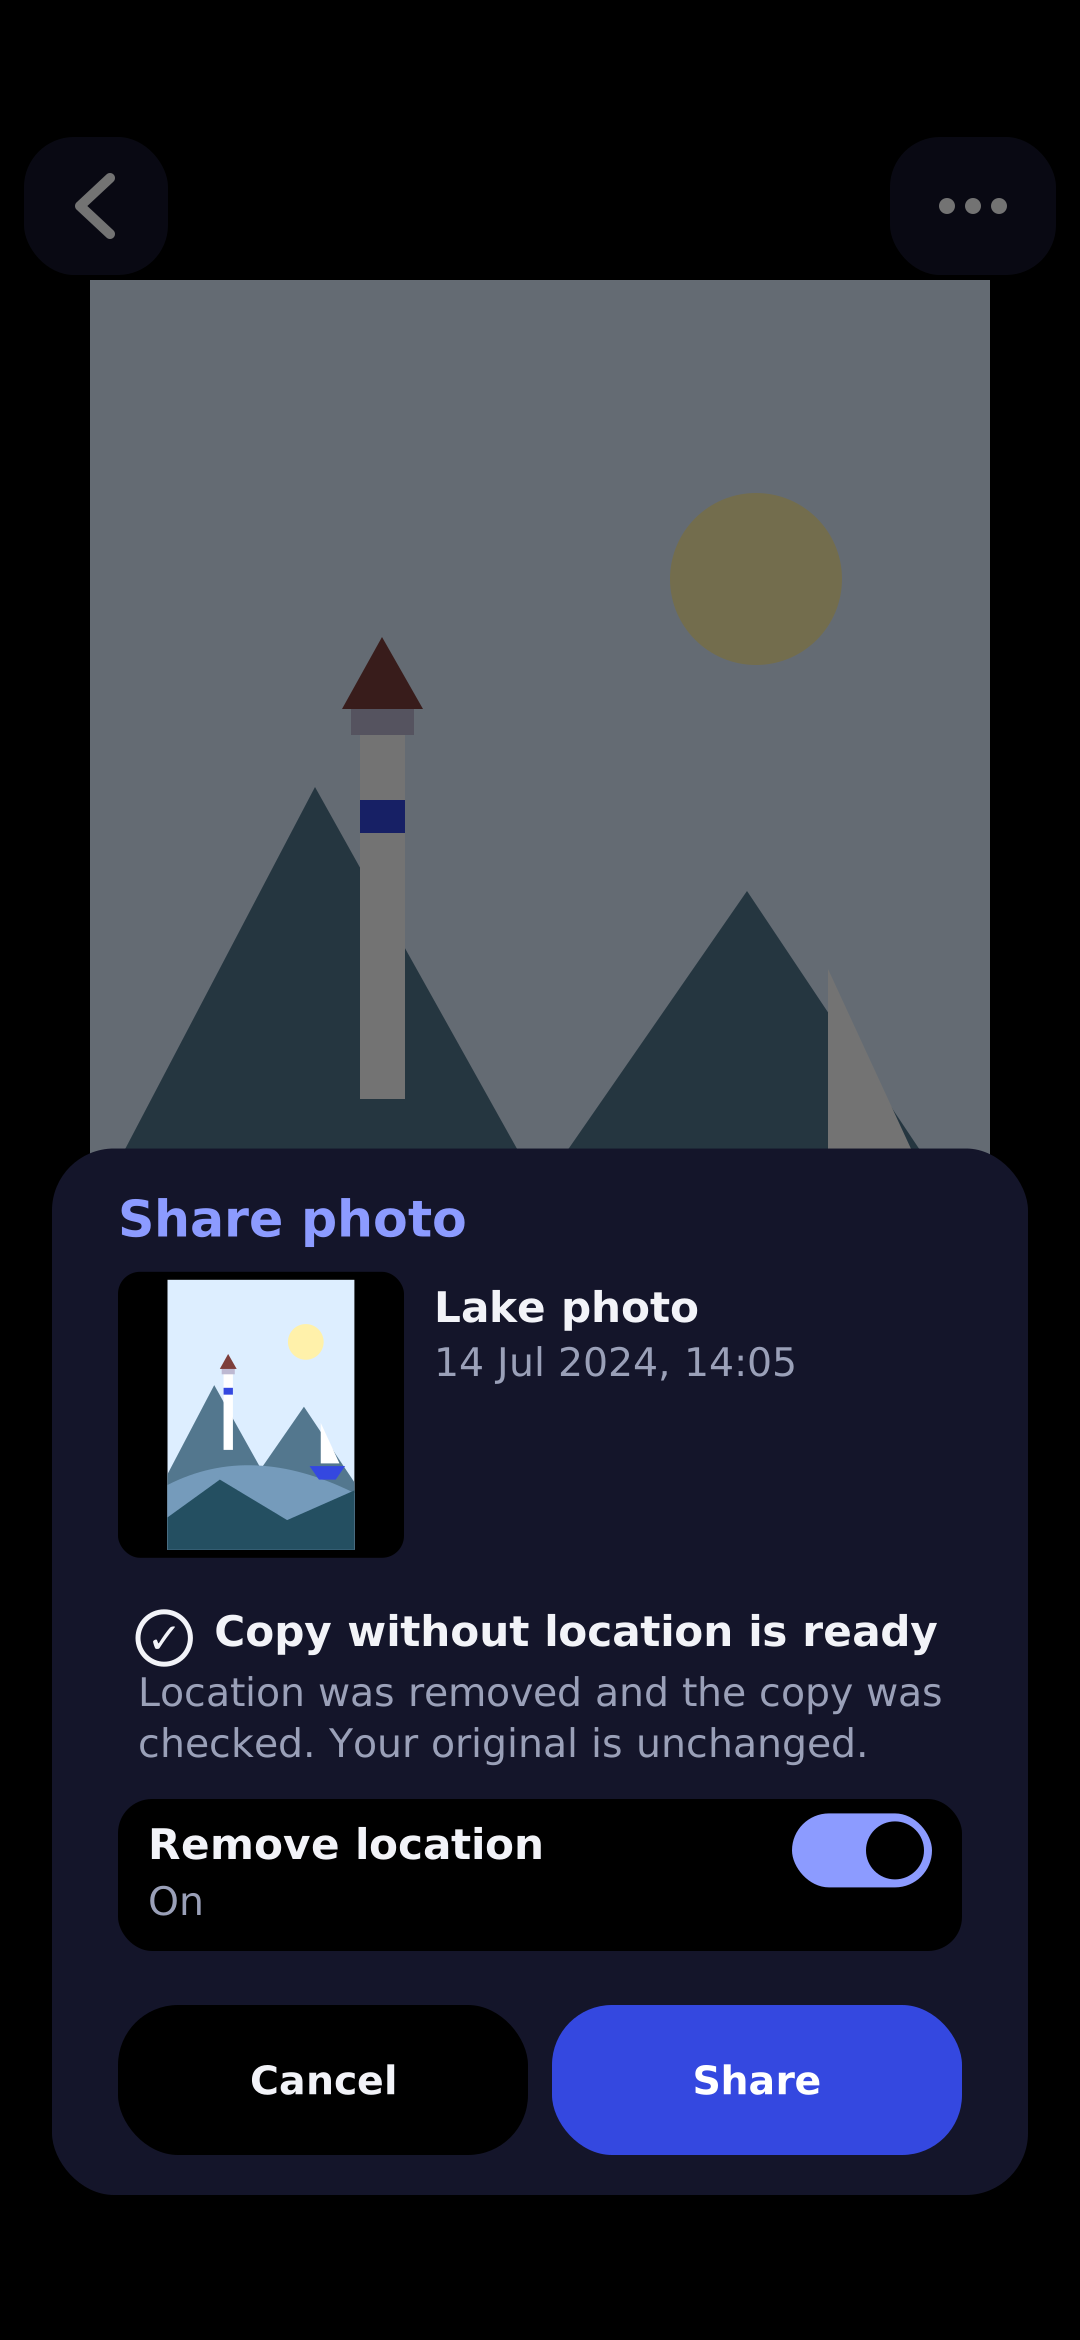 Share photo
Lake photo
14 Jul 2024, 14:05
Copy without location is ready
Location was removed and the copy was
checked. Your original is unchanged.
Remove location
On
Cancel
Share